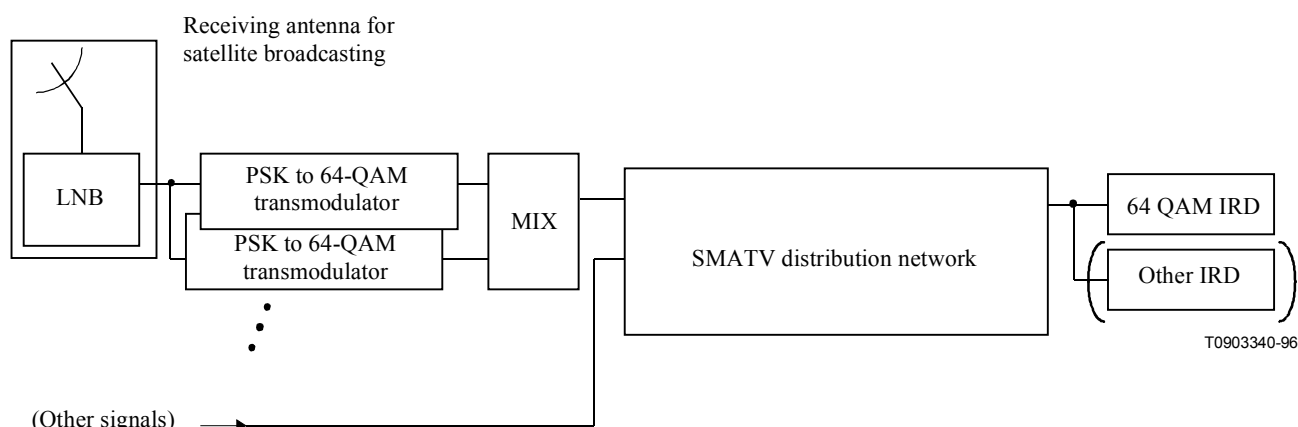 Receiving antenna for
satellite broadcasting
LNB
PSK to 64-QAM
transmodulator
PSK to 64-QAM
transmodulator
MIX
SMATV distribution network
64 QAM IRD
Other IRD
T0903340-96
(Other signals)